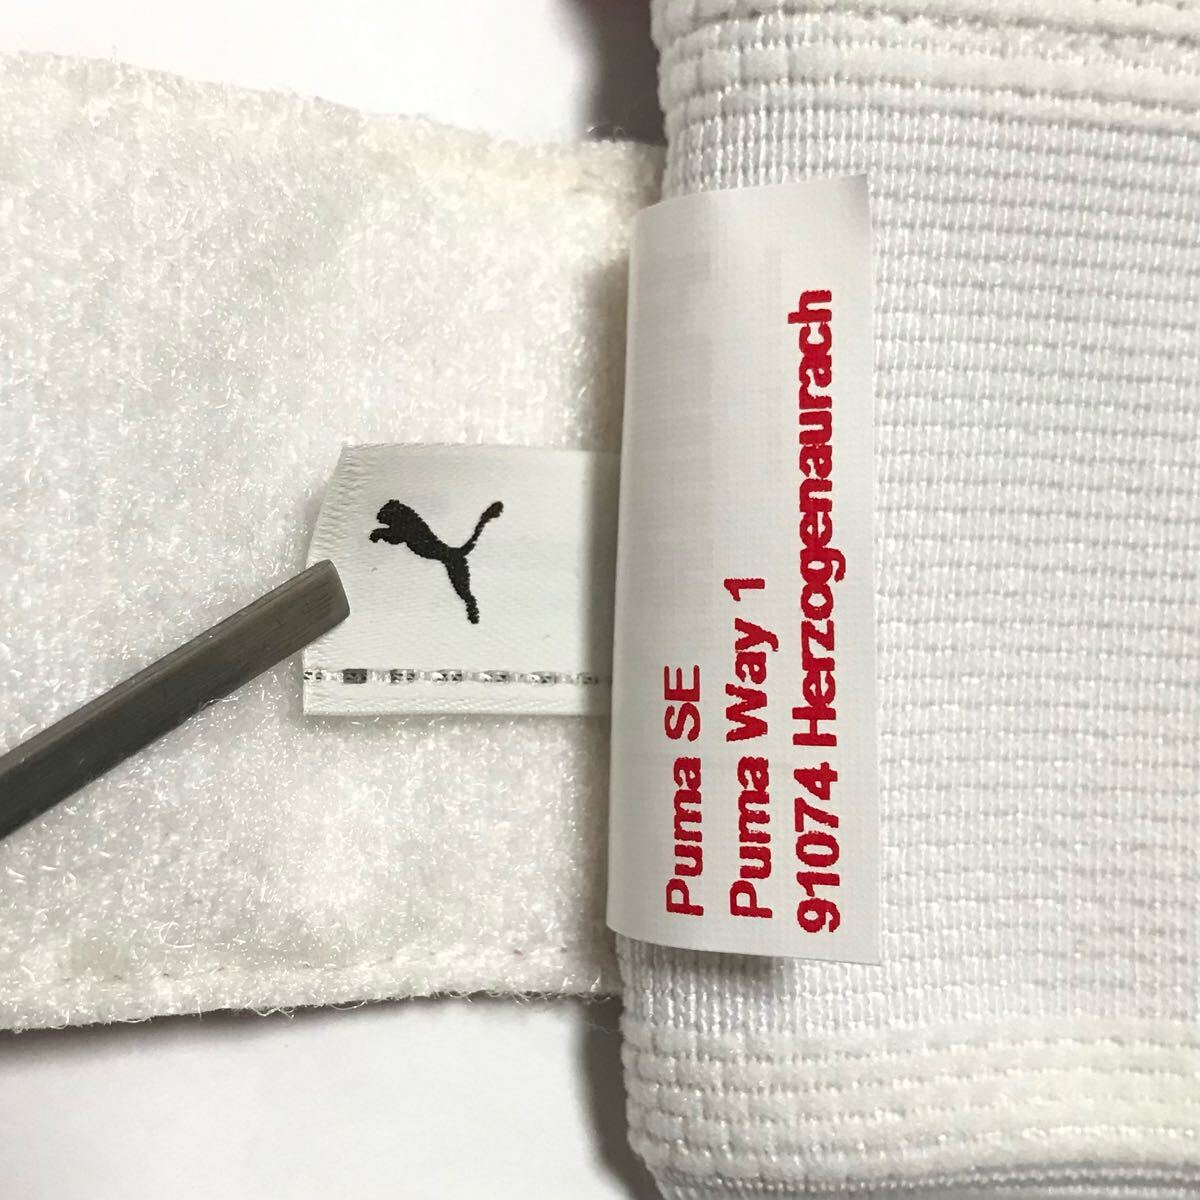 Puma SE
Puma Way 1
91074 Herzogenaurach